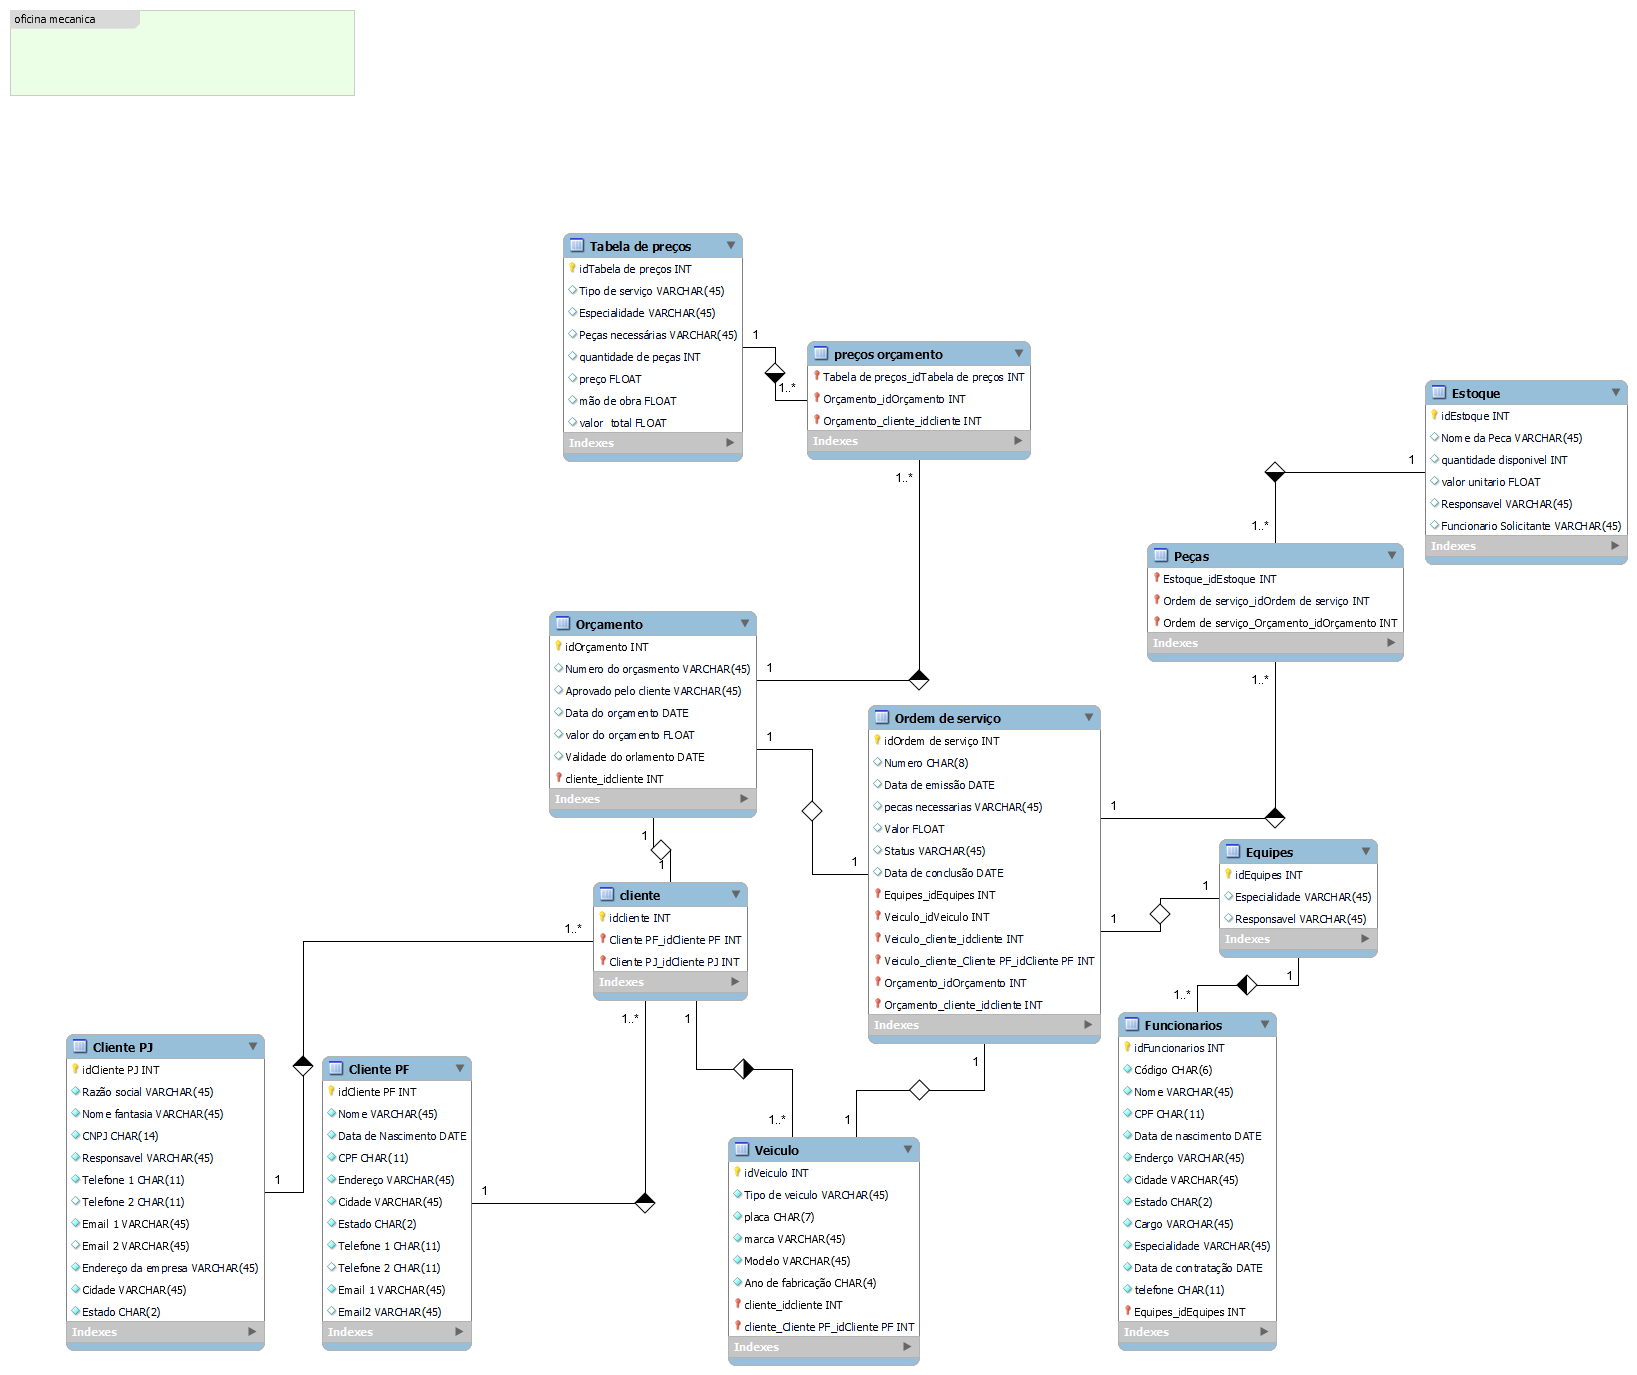 oficina mecanica
Tabela de preços
idTabela de preços INT
Tipo de serviço VARCHAR(45)
Especialidade VARCHAR(45)
Peças necessárias VARCHAR(45)
quantidade de peças INT
preço FLOAT
mão de obra FLOAT
valor  total FLOAT
Indexes
1
1..*
preços orçamento
Tabela de preços_idTabela de preços INT
Orçamento_idOrçamento INT
Orçamento_cliente_idcliente INT
Indexes
1..*
Estoque
idEstoque INT
Nome da Peca VARCHAR(45)
quantidade disponivel INT
valor unitario FLOAT
Responsavel VARCHAR(45)
Funcionario Solicitante VARCHAR(45)
Indexes
1
1..*
Peças
Estoque_idEstoque INT
Ordem de serviço_idOrdem de serviço INT
Ordem de serviço_Orçamento_idOrçamento INT
Indexes
1..*
Orçamento
idOrçamento INT
Numero do orçasmento VARCHAR(45)
Aprovado pelo cliente VARCHAR(45)
Data do orçamento DATE
valor do orçamento FLOAT
Validade do orlamento DATE
cliente_idcliente INT
Indexes
1
1
1
1
Ordem de serviço
idOrdem de serviço INT
Numero CHAR(8)
Data de emissão DATE
pecas necessarias VARCHAR(45)
Valor FLOAT
Status VARCHAR(45)
Data de conclusão DATE
Equipes_idEquipes INT
Veiculo_idVeiculo INT
Veiculo_cliente_idcliente INT
Veiculo_cliente_Cliente PF_idCliente PF INT
Orçamento_idOrçamento INT
Orçamento_cliente_idcliente INT
Indexes
1
1
1
1
Equipes
idEquipes INT
Especialidade VARCHAR(45)
Responsavel VARCHAR(45)
Indexes
1
1
1..*
cliente
idcliente INT
Cliente PF_idCliente PF INT
Cliente PJ_idCliente PJ INT
Indexes
1..*
1..*
1
Funcionarios
idFuncionarios INT
Código CHAR(6)
Nome VARCHAR(45)
CPF CHAR(11)
Data de nascimento DATE
Enderço VARCHAR(45)
Cidade VARCHAR(45)
Estado CHAR(2)
Cargo VARCHAR(45)
Especialidade VARCHAR(45)
Data de contratação DATE
telefone CHAR(11)
Equipes_idEquipes INT
Indexes
Cliente PJ
idCliente PJ INT
Razão social VARCHAR(45)
Nome fantasia VARCHAR(45)
CNPJ CHAR(14)
Responsavel VARCHAR(45)
Telefone 1 CHAR(11)
Telefone 2 CHAR(11)
Email 1 VARCHAR(45)
Email 2 VARCHAR(45)
Endereço da empresa VARCHAR(45)
Cidade VARCHAR(45)
Estado CHAR(2)
Indexes
1
Cliente PF
idCliente PF INT
Nome VARCHAR(45)
Data de Nascimento DATE
CPF CHAR(11)
Endereço VARCHAR(45)
Cidade VARCHAR(45)
Estado CHAR(2)
Telefone 1 CHAR(11)
Telefone 2 CHAR(11)
Email 1 VARCHAR(45)
Email2 VARCHAR(45)
Indexes
1
1..*
1
Veiculo
idVeiculo INT
Tipo de veiculo VARCHAR(45)
placa CHAR(7)
marca VARCHAR(45)
Modelo VARCHAR(45)
Ano de fabricação CHAR(4)
cliente_idcliente INT
cliente_Cliente PF_idCliente PF INT
Indexes